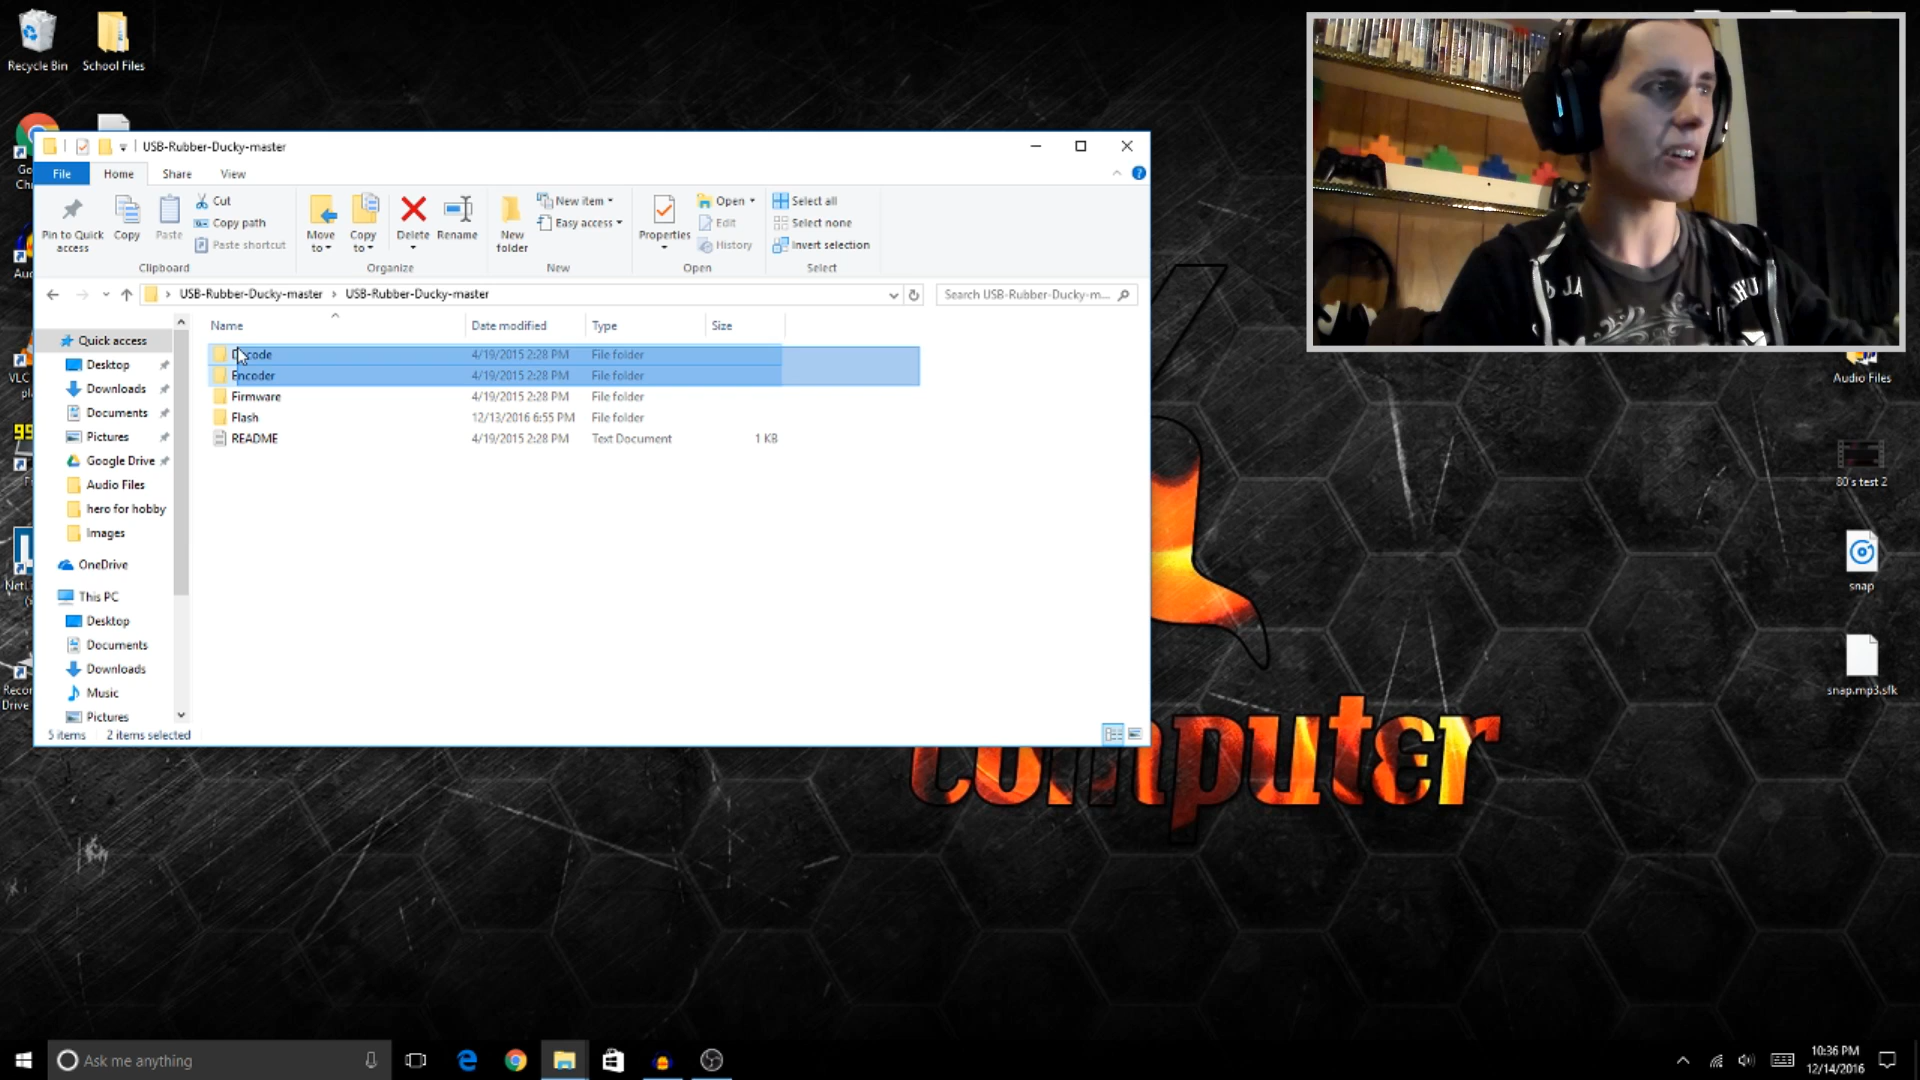 Recycle Bin
School Files
USB-Rubber-Ducky-master
File
Home
Share
View
Pin to Quick access
Copy
Paste
Cut
Copy path
Paste shortcut
Clipboard
Move to
Copy to
Delete
Rename
Organize
New folder
New item
Easy access
New
Properties
Open
Edit
History
Open
Select all
Select none
Invert selection
Select
USB-Rubber-Ducky-master
USB-Rubber-Ducky-master
Search USB-Rubber-Ducky-m...
Name
Date modified
Type
Size
4/19/2015 2:28 PM File folder
Encoder 4/19/2015 2:28 PM File folder
Firmware 4/19/2015 2:28 PM File folder
Flash 12/13/2016 6:55 PM File folder
README 4/19/2015 2:28 PM Text Document 1 KB
Quick access
Desktop
Downloads
Documents
Pictures
Google Drive
Audio Files
hero for hobby
Images
OneDrive
This PC
Desktop
Documents
Downloads
Music
Pictures
5 items
2 items selected
VLC
Drive
Audio Files
80 s test 2
snap
snap.mp3.sfk
computer
Ask me anything
10:36 PM
12/14/2016